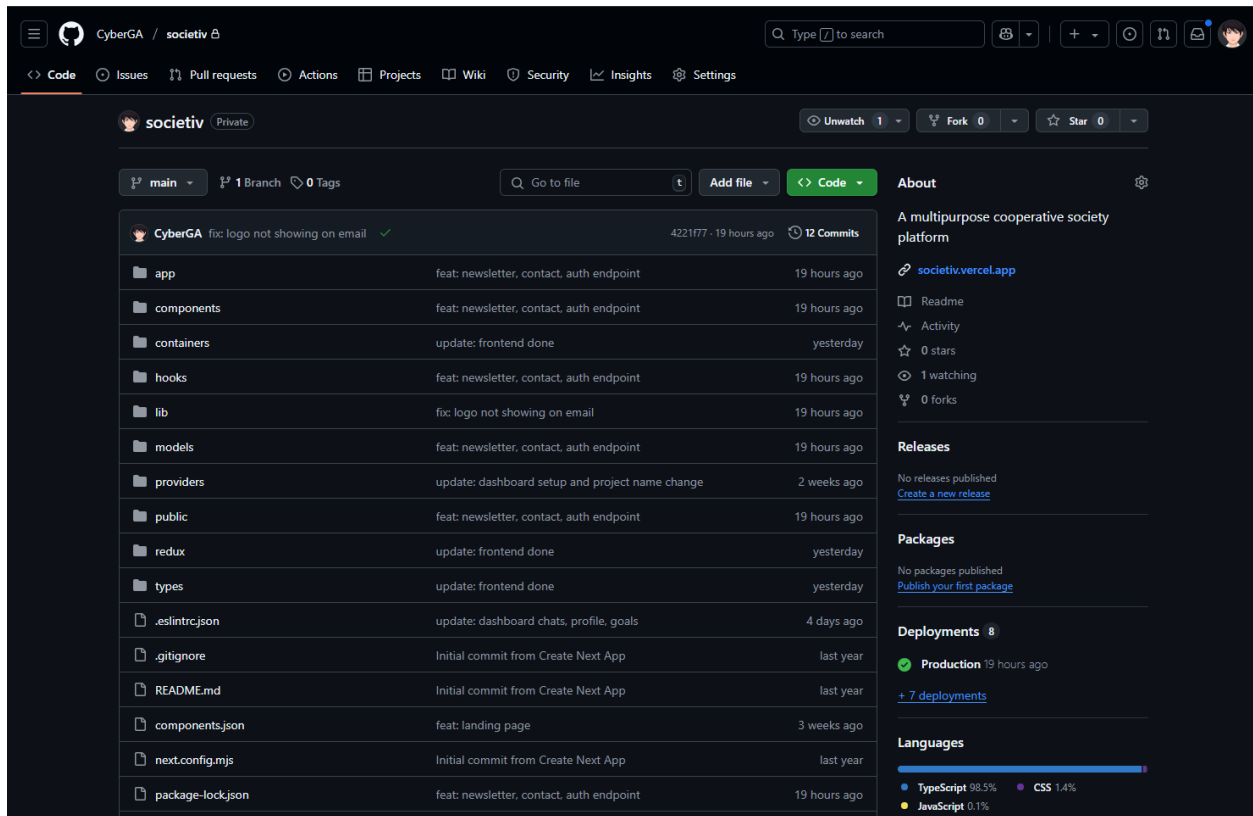 CyberGA / societiv
Type / to search
Code Issues Pull requests Actions Projects Wiki Security Insights Settings
societiv Private
Unwatch 1 Fork 0 Star 0
main 1 Branch 0 Tags Go to file t Add file Code
CyberGA fix: logo not showing on email 4221f77 · 19 hours ago 12 Commits
app feat: newsletter, contact, auth endpoint 19 hours ago
components feat: newsletter, contact, auth endpoint 19 hours ago
containers update: frontend done yesterday
hooks feat: newsletter, contact, auth endpoint 19 hours ago
lib fix: logo not showing on email 19 hours ago
models feat: newsletter, contact, auth endpoint 19 hours ago
providers update: dashboard setup and project name change 2 weeks ago
public feat: newsletter, contact, auth endpoint 19 hours ago
redux update: frontend done yesterday
types update: frontend done yesterday
.eslintrc.json update: dashboard chats, profile, goals 4 days ago
.gitignore Initial commit from Create Next App last year
README.md Initial commit from Create Next App last year
components.json feat: landing page 3 weeks ago
next.config.mjs Initial commit from Create Next App last year
package-lock.json feat: newsletter, contact, auth endpoint 19 hours ago
About
A multipurpose cooperative society
platform
societiv.vercel.app
Readme
Activity
0 stars
1 watching
0 forks
Releases
No releases published
Create a new release
Packages
No packages published
Publish your first package
Deployments 8
Production 19 hours ago
+ 7 deployments
Languages
TypeScript 98.5% CSS 1.4%
JavaScript 0.1%